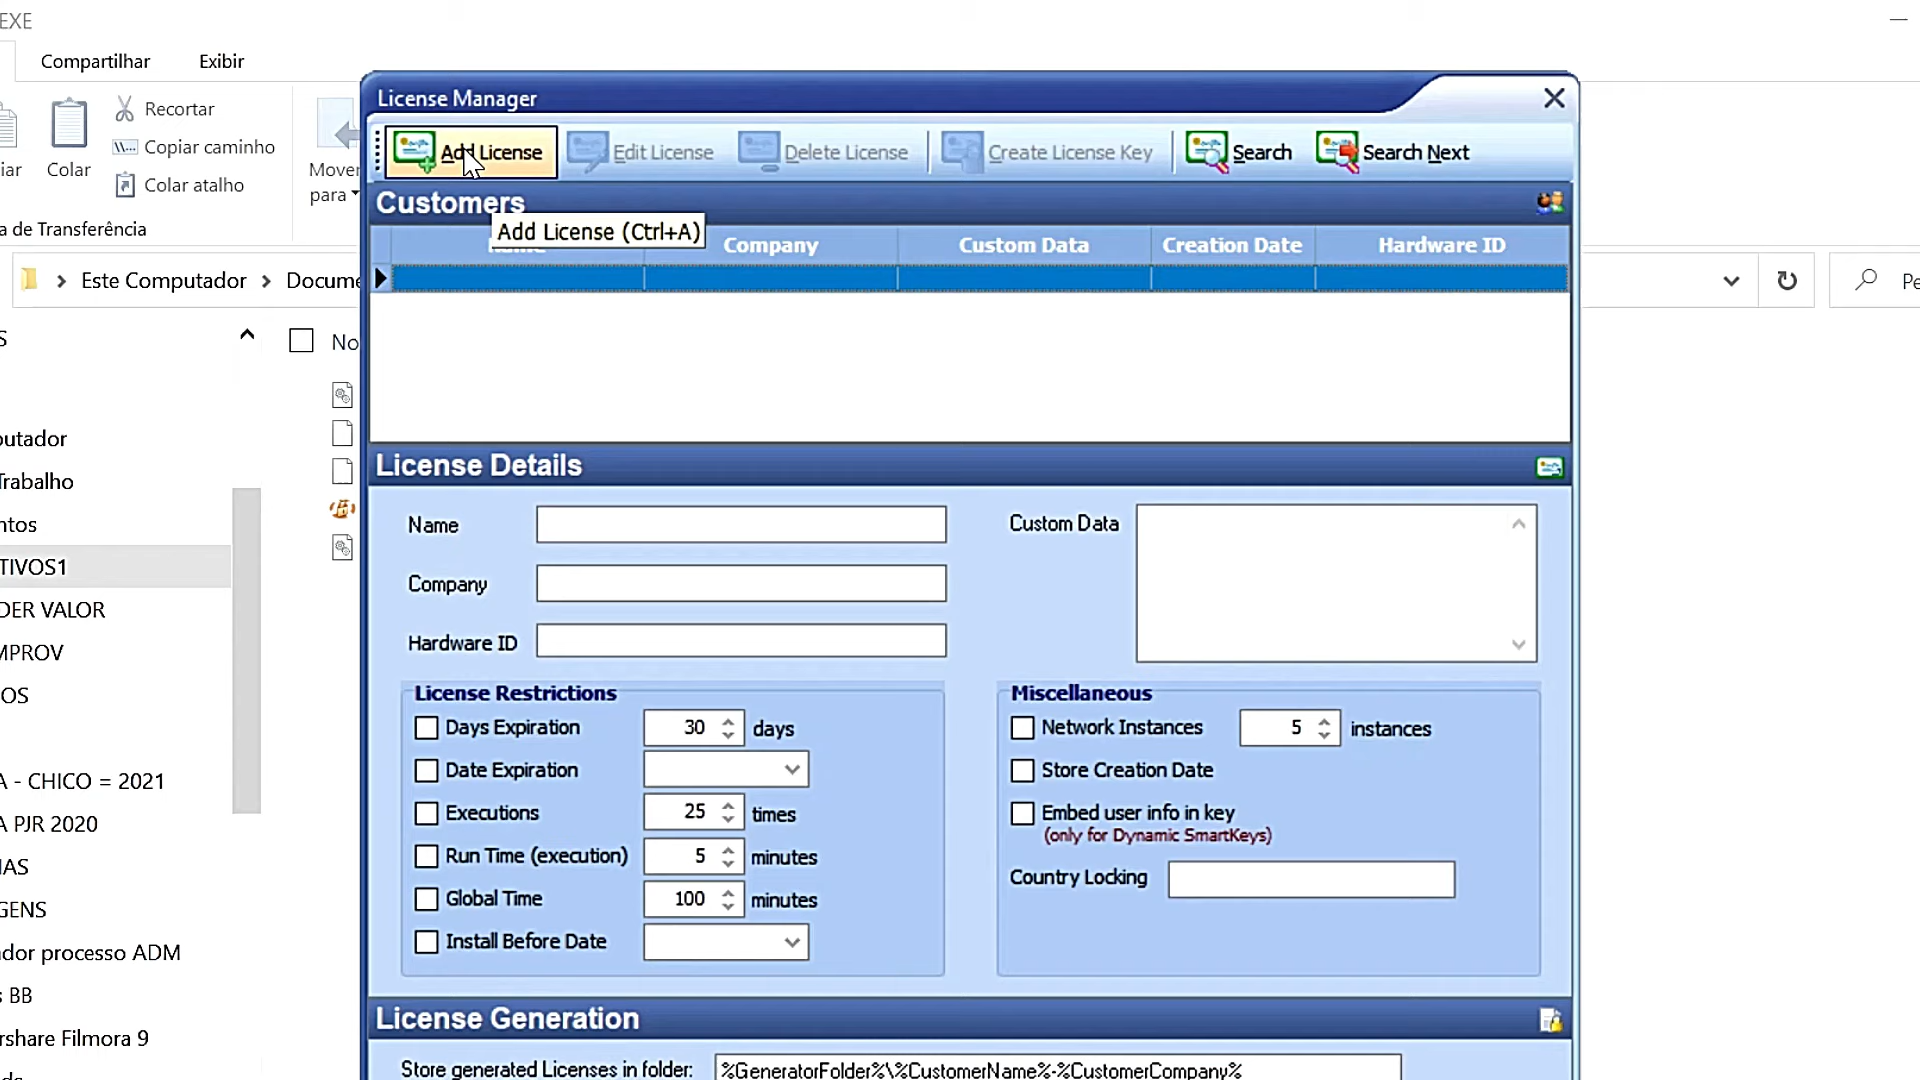 EXE
Compartilhar Exibir
Recortar
Copiar caminho
Colar atalho
iar Colar
Mover
para
a de Transferência
Este Computador Docume
Pe
S
No
putador
Trabalho
ntos
TIVOS1
DER VALOR
MPROV
OS
A - CHICO = 2021
A PJR 2020
IAS
GENS
dor processo ADM
s BB
rshare Filmora 9
License Manager
Add License Edit License Delete License Create License Key Search Search Next
Customers
Add License (Ctrl+A)
Company Custom Data Creation Date Hardware ID
License Details
Name
Company
Hardware ID
Custom Data
License Restrictions
Days Expiration 30 days
Date Expiration
Executions 25 times
Run Time (execution) 5 minutes
Global Time 100 minutes
Install Before Date
Miscellaneous
Network Instances 5 instances
Store Creation Date
Embed user info in key
(only for Dynamic SmartKeys)
Country Locking
License Generation
Store generated Licenses in folder: %GeneratorFolder%\%CustomerName%-%CustomerCompany%